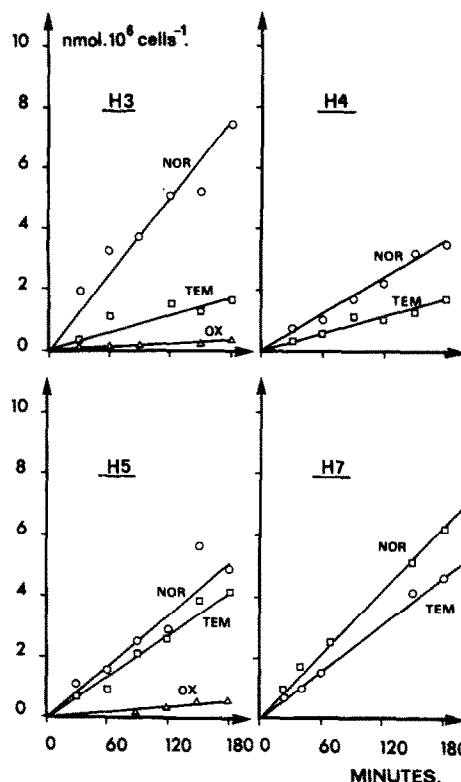 nmol.10⁶ cells⁻¹.
10
8
6
4
2
0
H3
NOR
TEM
OX
H4
NOR
TEM
10
8
6
4
2
0
H5
NOR
TEM
OX
H7
NOR
TEM
0 60 120 180
0 60 120 180
MINUTES.